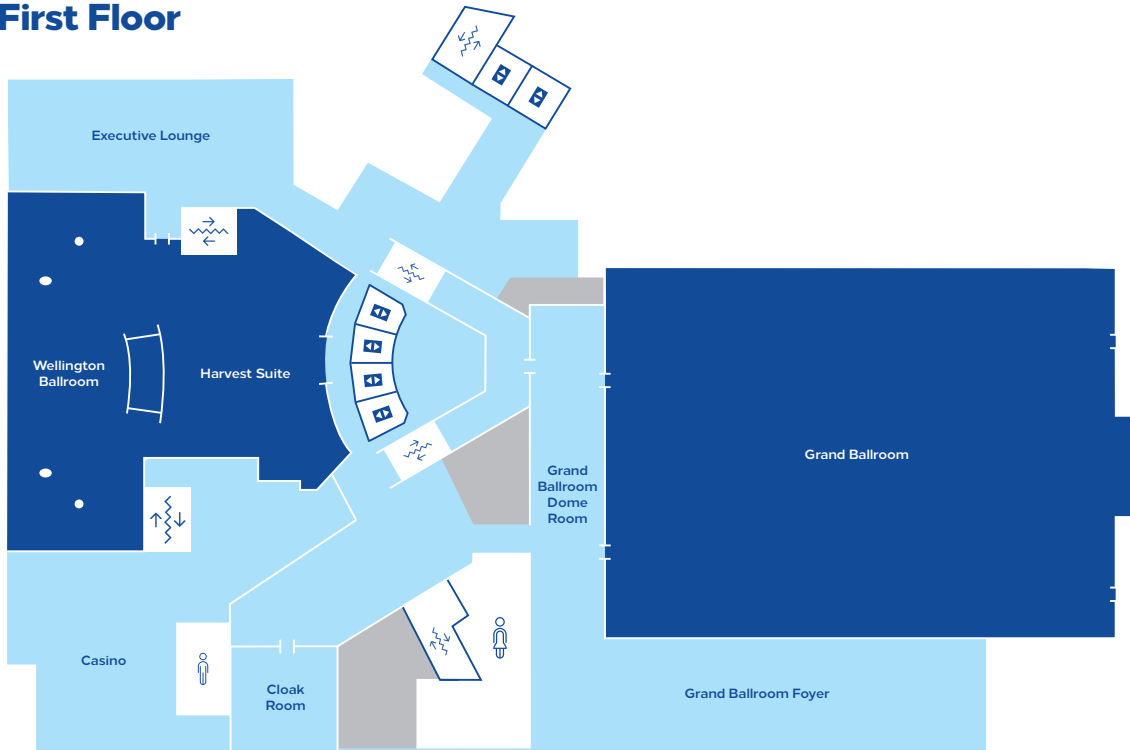 First Floor
Executive Lounge
Wellington
Ballroom
Harvest Suite
Grand Ballroom
Grand
Ballroom
Dome
Room
Casino
Cloak
Room
Grand Ballroom Foyer